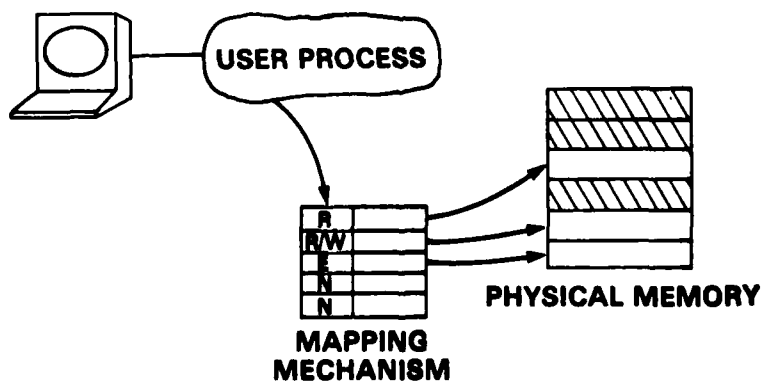 USER PROCESS
R
R/W
E
N
N
MAPPING
MECHANISM
PHYSICAL MEMORY